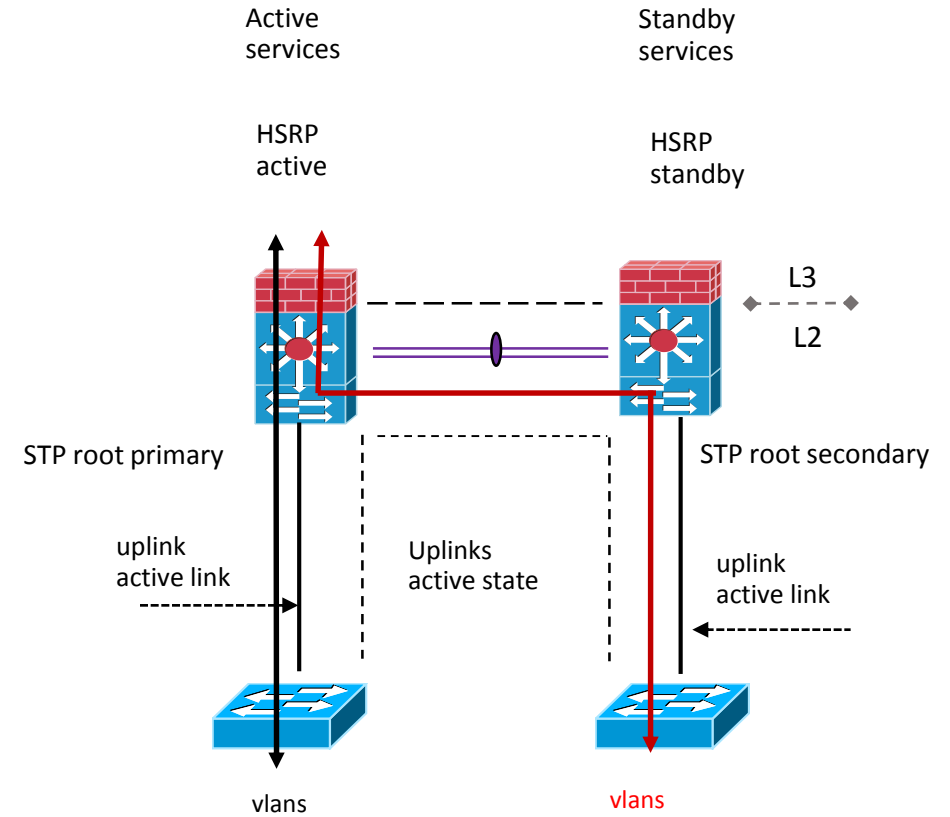 Active
services
Standby
services
HSRP
active
HSRP
standby
L3
L2
STP root primary
STP root secondary
uplink
active link
Uplinks
active state
uplink
active link
vlans
vlans